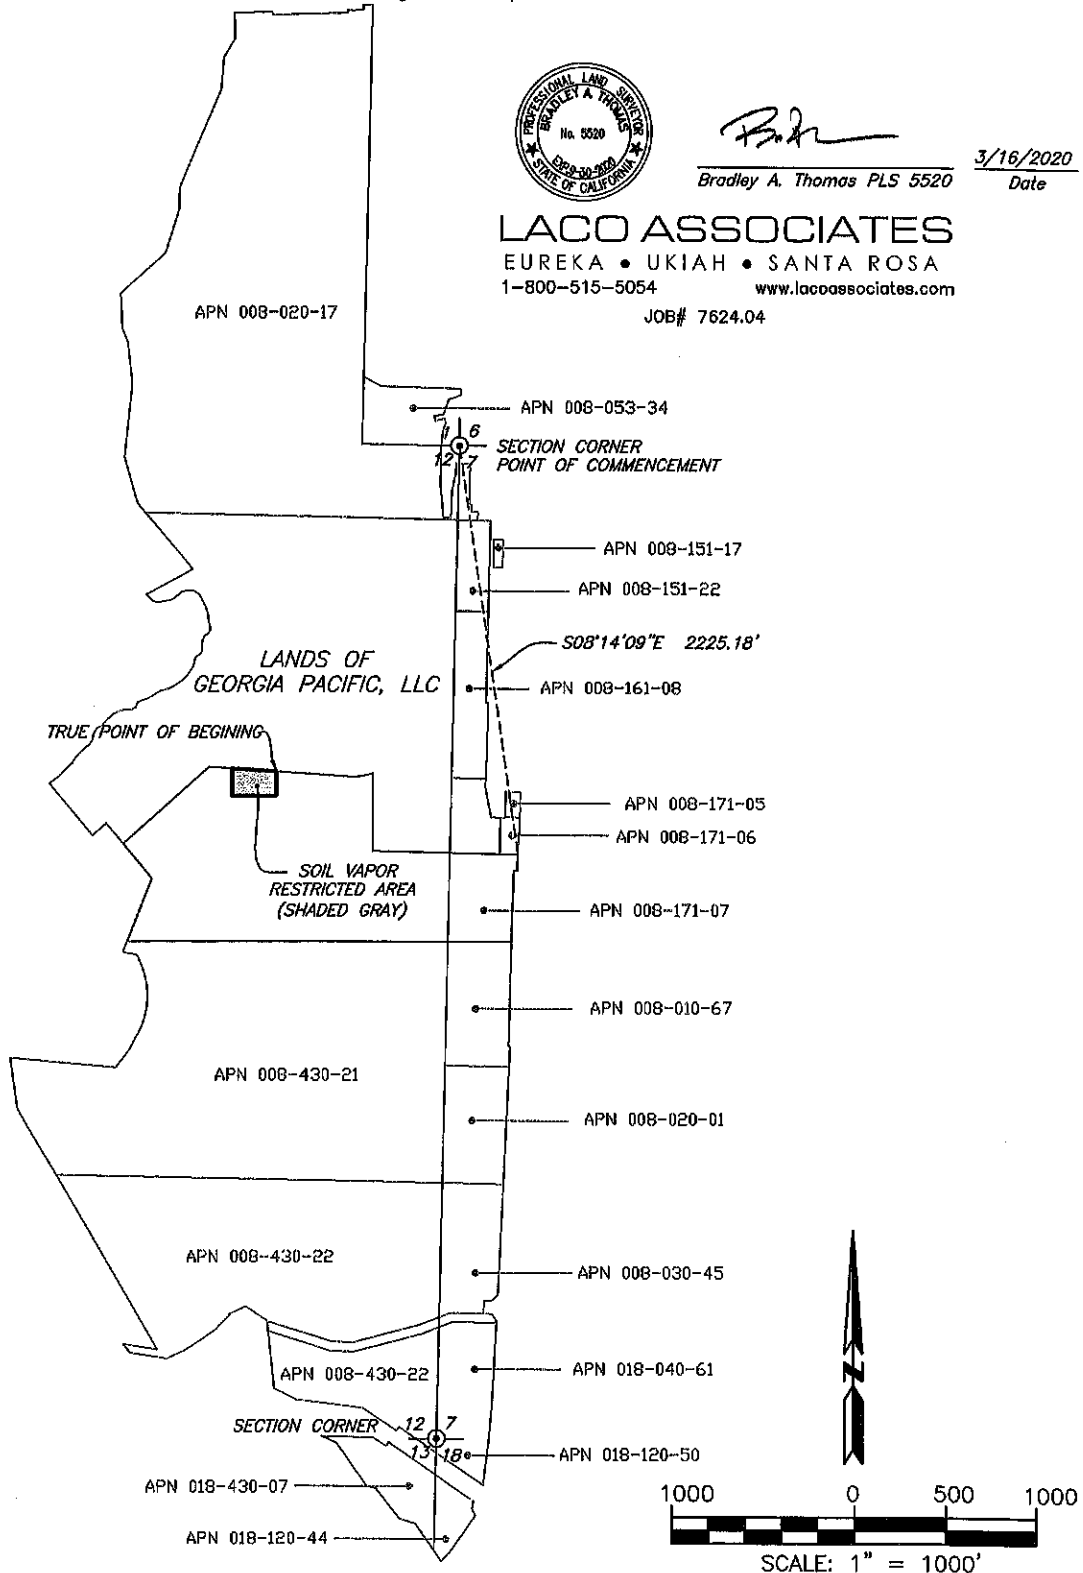 PROFESSIONAL LAND SURVEYOR
BRADLEY A. THOMAS
No. 5520
EXP.9-30-2020
STATE OF CALIFORNIA
Bradley A. Thomas PLS 5520
3/16/2020
Date
LACO ASSOCIATES
EUREKA • UKIAH • SANTA ROSA
1-800-515-5054
www.lacoassociates.com
JOB# 7624.04
APN 008-020-17
APN 008-053-34
1 6
12 7
SECTION CORNER
POINT OF COMMENCEMENT
APN 008-151-17
APN 008-151-22
S08°14'09"E 2225.18'
LANDS OF
GEORGIA PACIFIC, LLC
APN 008-161-08
TRUE POINT OF BEGINING
APN 008-171-05
APN 008-171-06
SOIL VAPOR
RESTRICTED AREA
(SHADED GRAY)
APN 008-171-07
APN 008-010-67
APN 008-430-21
APN 008-020-01
APN 008-430-22
APN 008-030-45
APN 008-430-22
APN 018-040-61
SECTION CORNER
12 7
13 18
APN 018-120-50
APN 018-430-07
APN 018-120-44
N
1000 0 500 1000
SCALE: 1" = 1000'